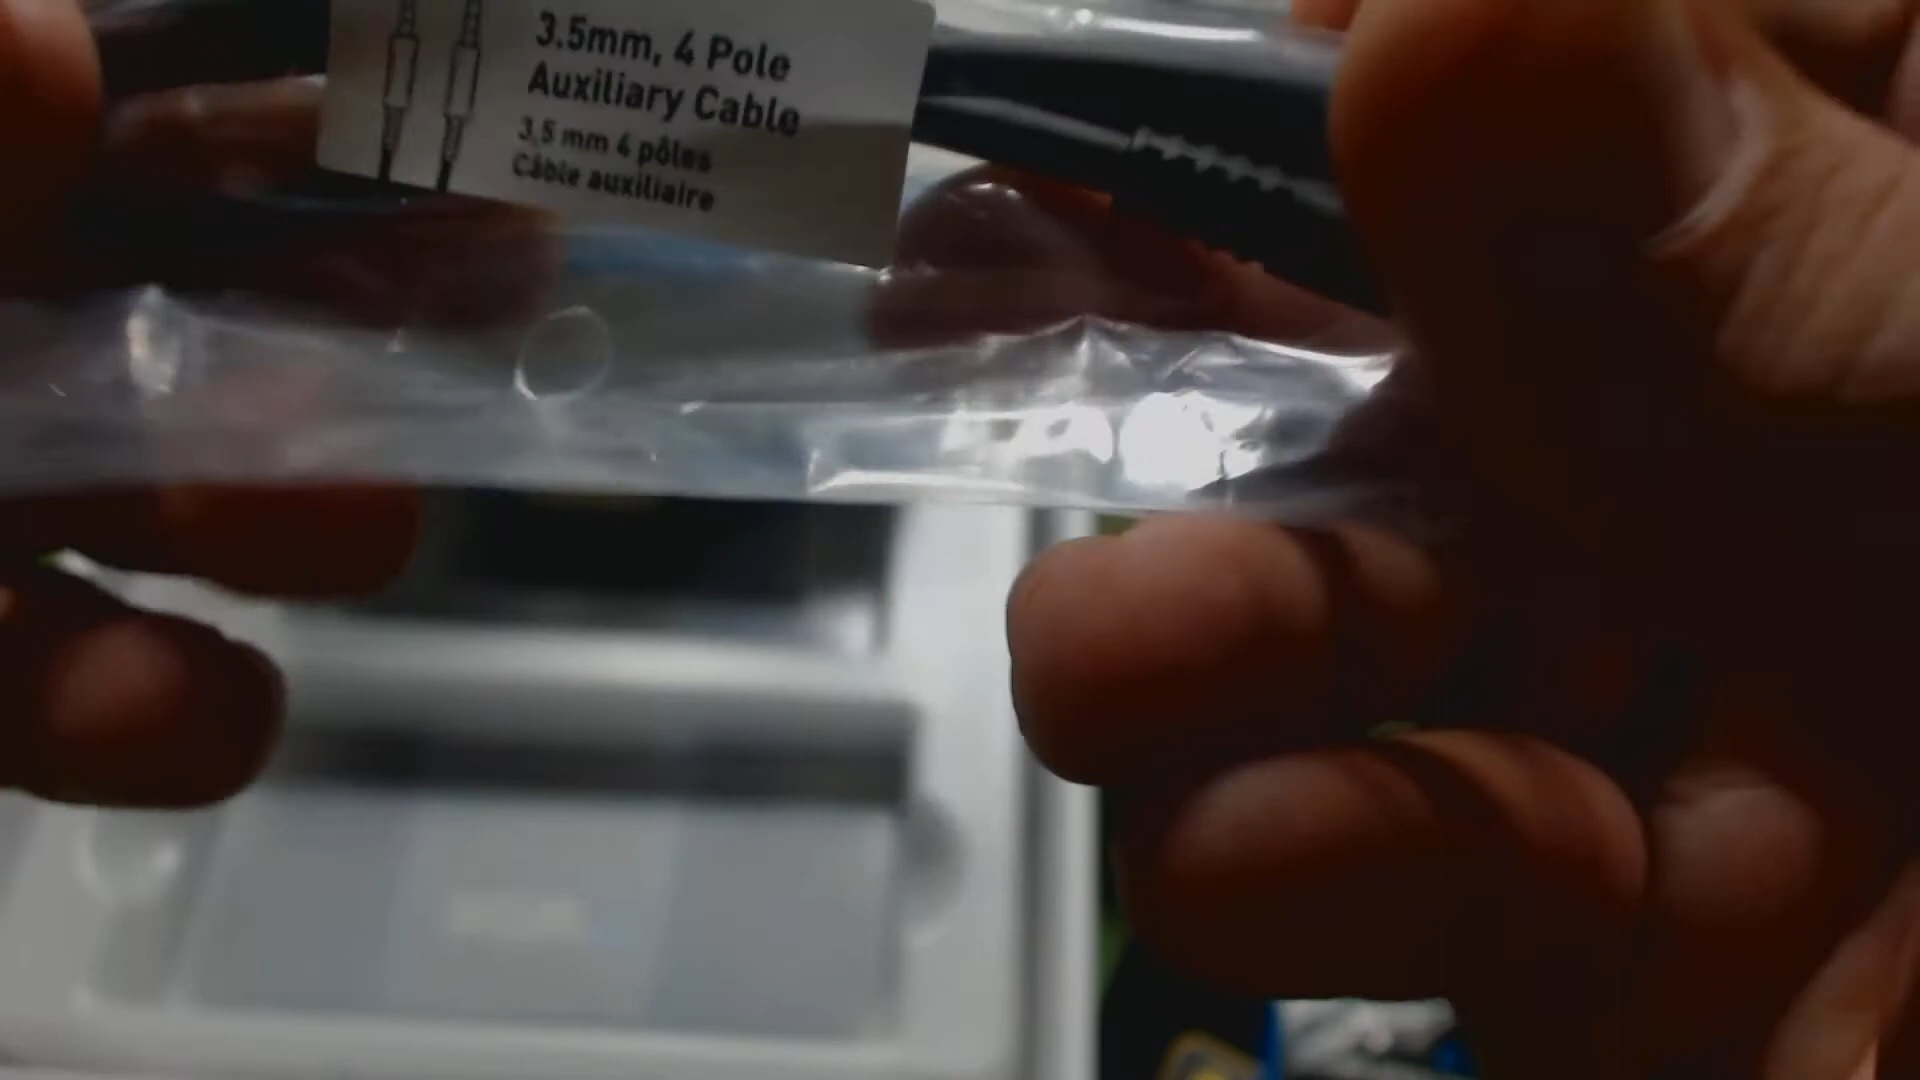 3.5mm, 4 Pole
Auxiliary Cable
3,5 mm 4 pôles
Câble auxiliaire